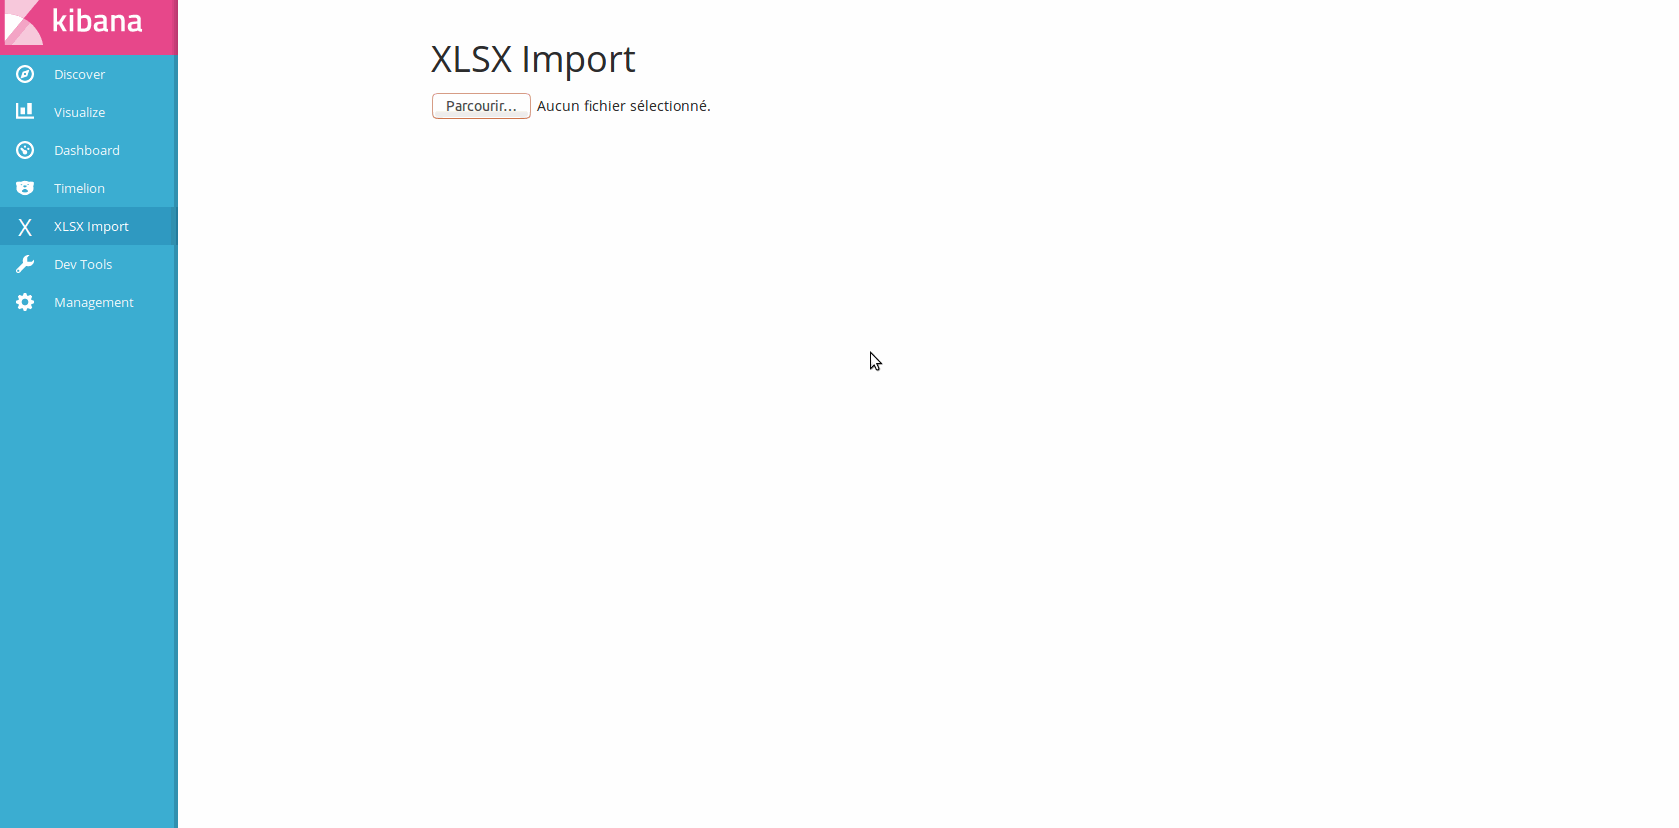 kibana
Discover
Visualize
Dashboard
Timelion
XLSX Import
Dev Tools
Management
XLSX Import
Parcourir... Aucun fichier sélectionné.